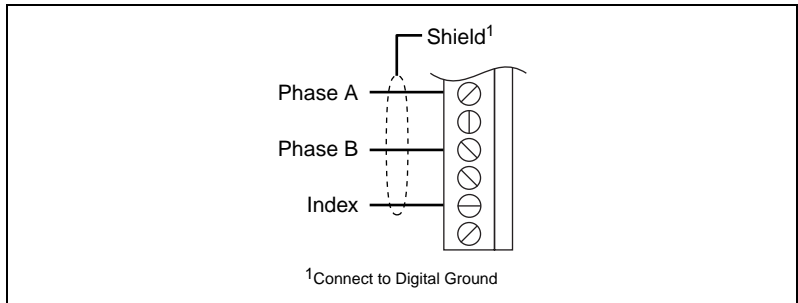 Shield¹
Phase A
Phase B
Index
¹Connect to Digital Ground